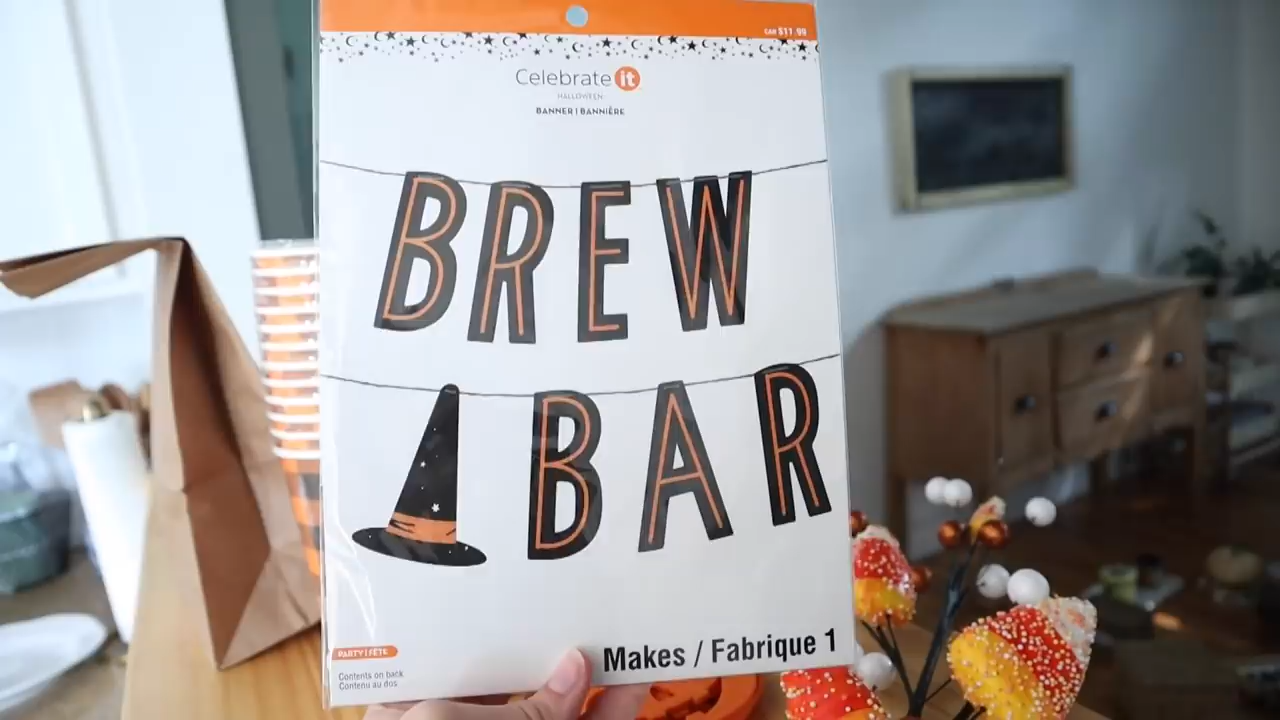 CAN $11.99
Celebrate it
HALLOWEEN
BANNER | BANNIÈRE
BREW
BAR
PARTY | FÊTE
Makes / Fabrique 1
Contents on back
Contenu au dos